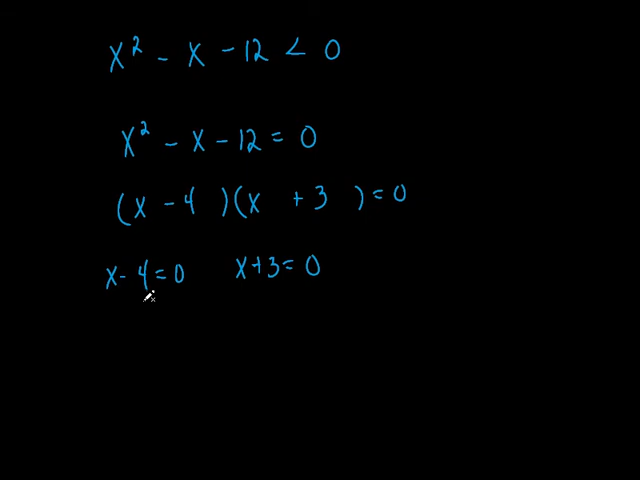 x² - x - 12 < 0
x² - x - 12 = 0
(x - 4 )(x + 3 ) = 0
x - 4 = 0 x + 3 = 0